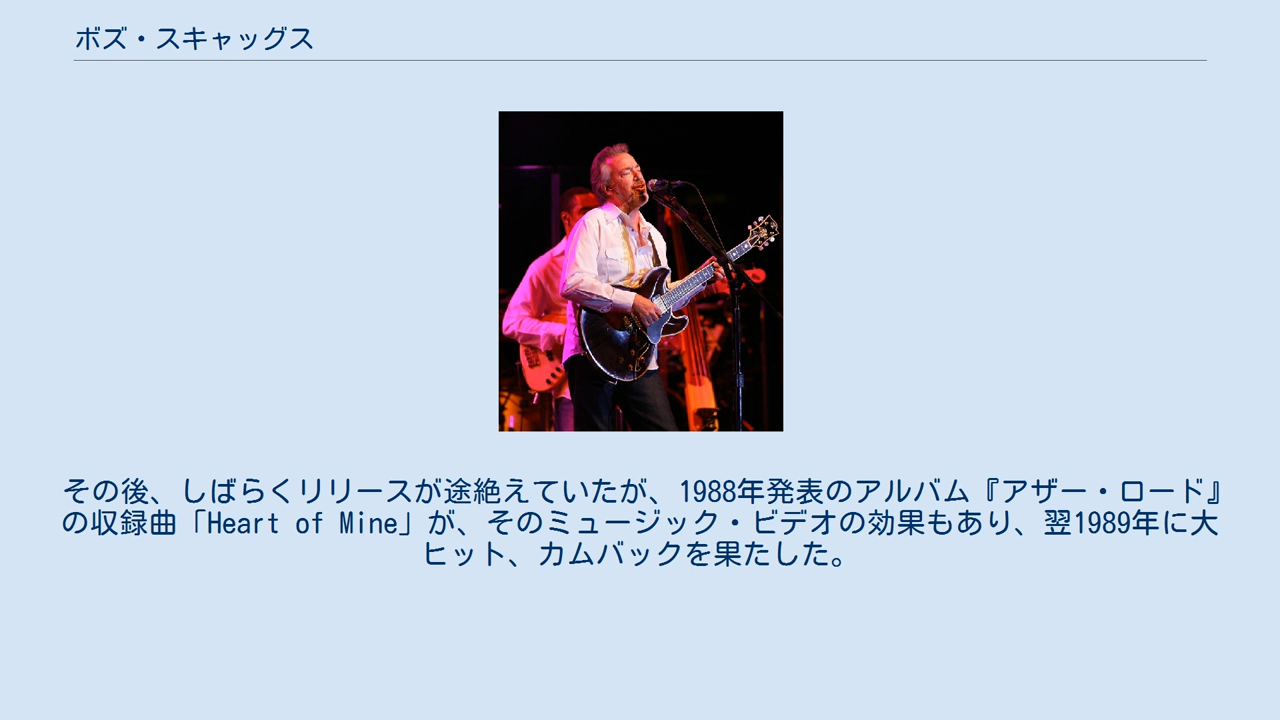 ボズ・スキャッグス
その後、しばらくリリースが途絶えていたが、1988年発表のアルバム『アザー・ロード』
の収録曲「Heart of Mine」が、そのミュージック・ビデオの効果もあり、翌1989年に大
ヒット、カムバックを果たした。